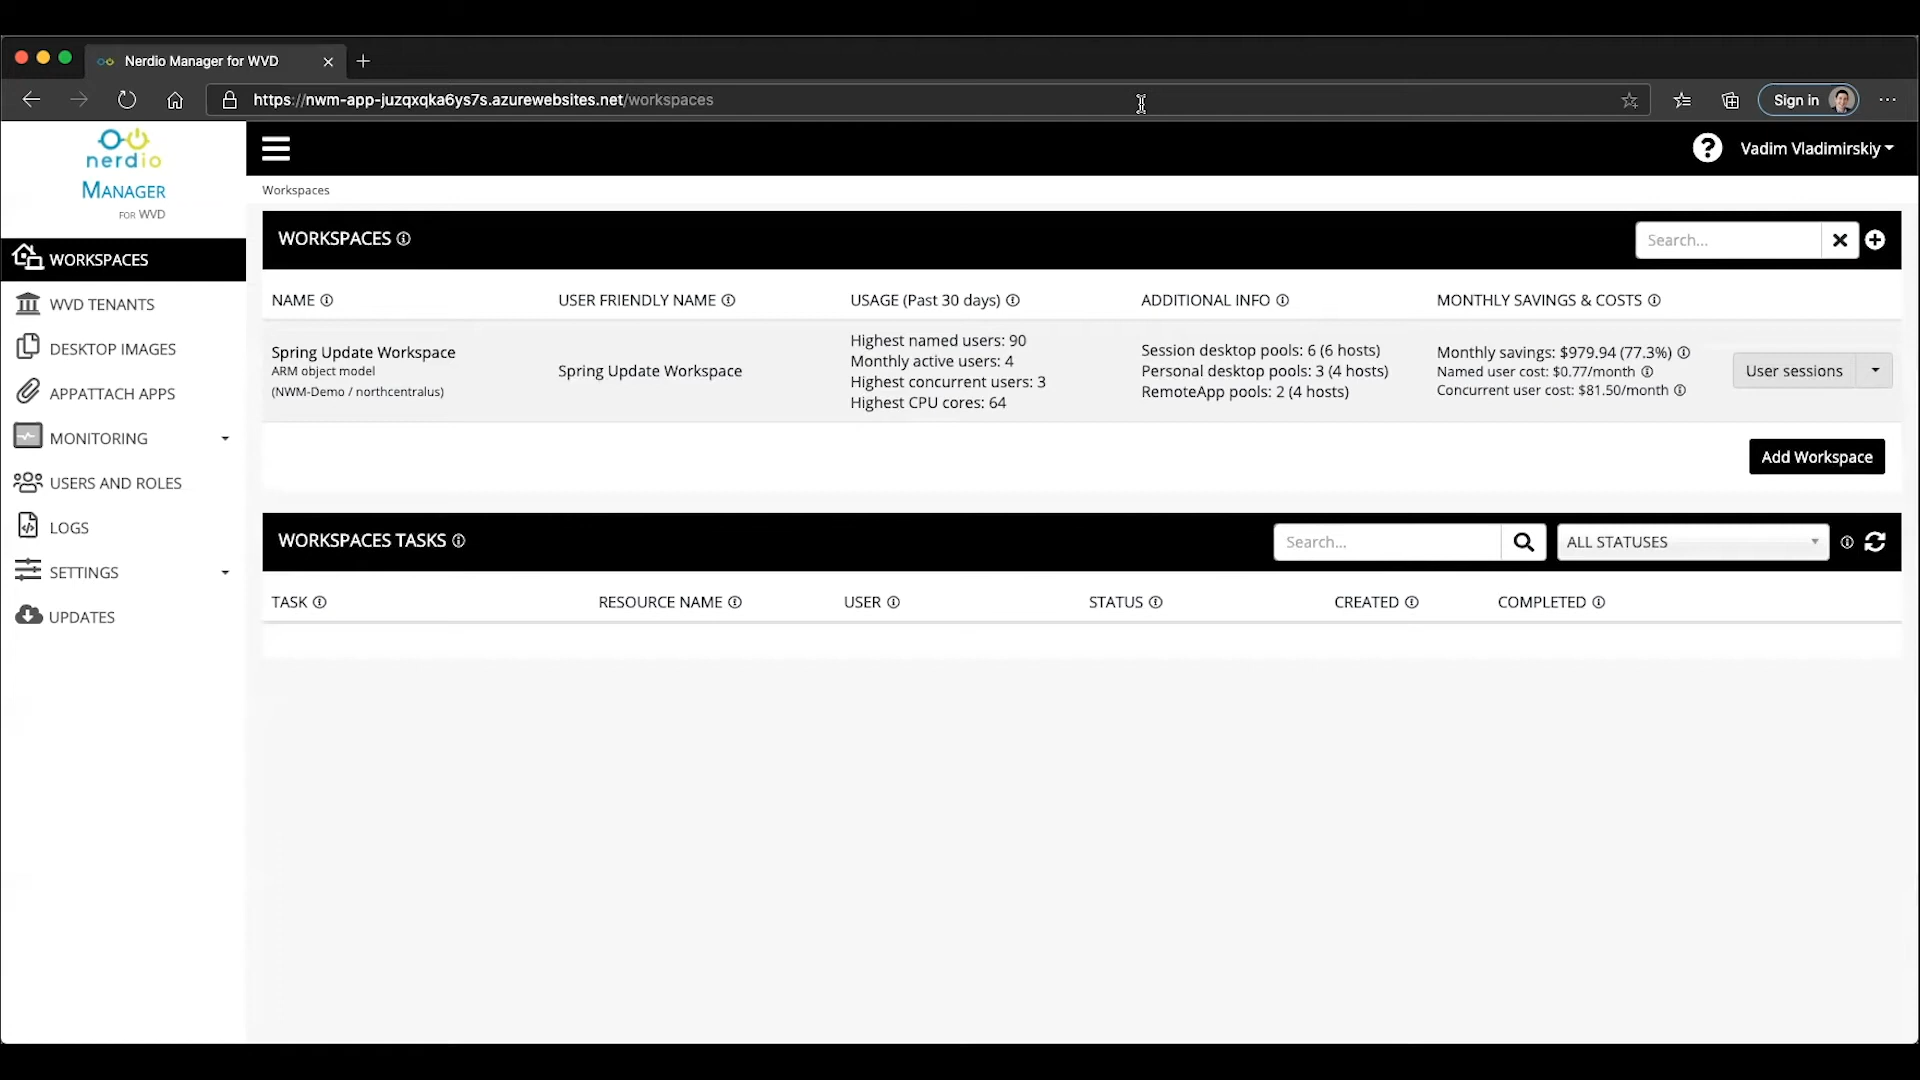 Nerdio Manager for WVD
https://nwm-app-juzqxqka6ys7s.azurewebsites.net/workspaces
Sign in
nerdio
MANAGER
FOR WVD
Vadim Vladimirskiy
Workspaces
WORKSPACES
WVD TENANTS
DESKTOP IMAGES
APPATTACH APPS
MONITORING
USERS AND ROLES
LOGS
SETTINGS
UPDATES
WORKSPACES
Search...
NAME USER FRIENDLY NAME USAGE (Past 30 days) ADDITIONAL INFO MONTHLY SAVINGS & COSTS
Spring Update Workspace
ARM object model
(NWM-Demo / northcentralus)
Spring Update Workspace
Highest named users: 90
Monthly active users: 4
Highest concurrent users: 3
Highest CPU cores: 64
Session desktop pools: 6 (6 hosts)
Personal desktop pools: 3 (4 hosts)
RemoteApp pools: 2 (4 hosts)
Monthly savings: $979.94 (77.3%)
Named user cost: $0.77/month
Concurrent user cost: $81.50/month
User sessions
Add Workspace
WORKSPACES TASKS
Search...
ALL STATUSES
TASK RESOURCE NAME USER STATUS CREATED COMPLETED